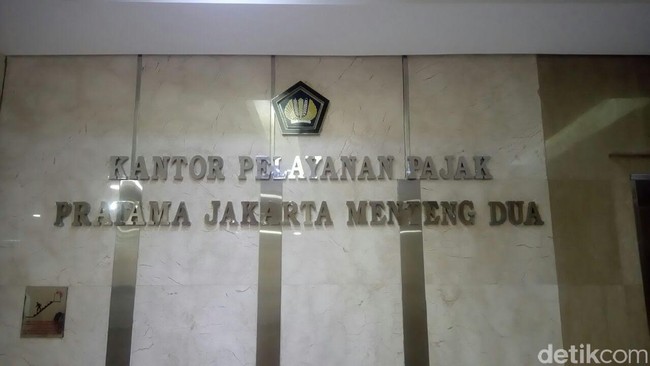 KANTOR PELAYANAN PAJAK
PRATAMA JAKARTA MENTENG DUA
detikcom